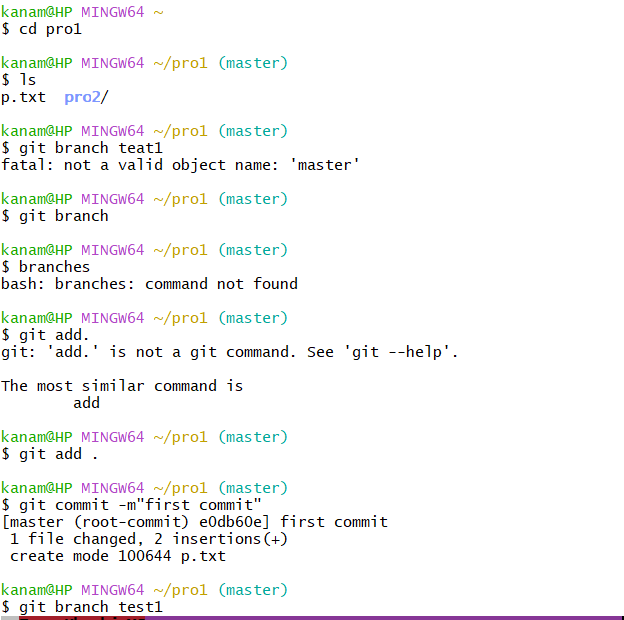 kanam@HP MINGW64 ~
$ cd pro1
kanam@HP MINGW64 ~/pro1 (master)
$ ls
p.txt  pro2/
kanam@HP MINGW64 ~/pro1 (master)
$ git branch teat1
fatal: not a valid object name: 'master'
kanam@HP MINGW64 ~/pro1 (master)
$ git branch
kanam@HP MINGW64 ~/pro1 (master)
$ branches
bash: branches: command not found
kanam@HP MINGW64 ~/pro1 (master)
$ git add.
git: 'add.' is not a git command. See 'git --help'.
The most similar command is
        add
kanam@HP MINGW64 ~/pro1 (master)
$ git add .
kanam@HP MINGW64 ~/pro1 (master)
$ git commit -m"first commit"
[master (root-commit) e0db60e] first commit
 1 file changed, 2 insertions(+)
 create mode 100644 p.txt
kanam@HP MINGW64 ~/pro1 (master)
$ git branch test1